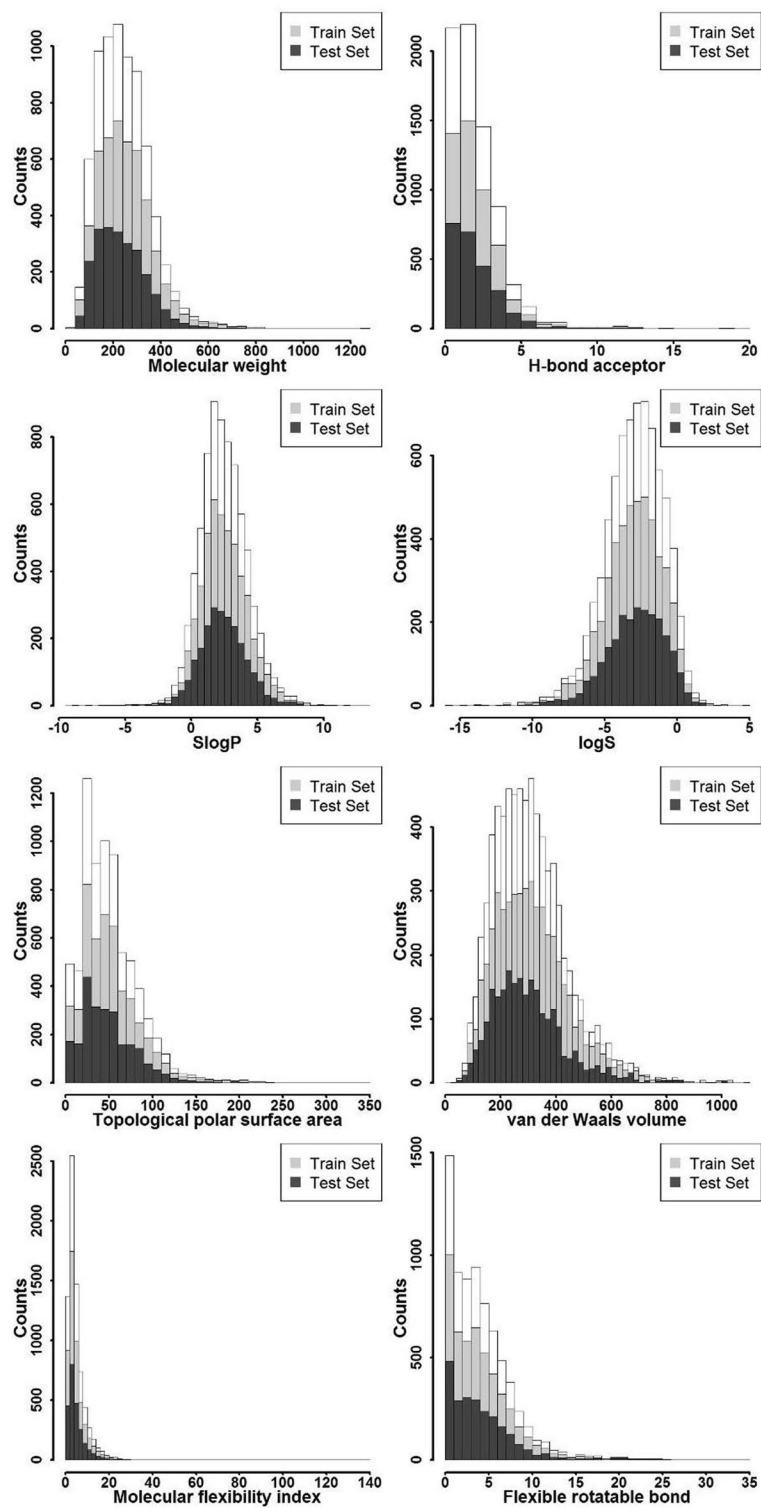 Train Set
Test Set
Counts
0 200 400 600 800 1000
0 200 400 600 800 1000 1200
Molecular weight
Train Set
Test Set
Counts
0 500 1000 1500 2000
0 5 10 15 20
H-bond acceptor
Train Set
Test Set
Counts
0 200 400 600 800
-10 -5 0 5 10
SlogP
Train Set
Test Set
Counts
0 200 400 600
-15 -10 -5 0 5
logS
Train Set
Test Set
Counts
0 200 400 600 800 1000 1200
0 50 100 150 200 250 300 350
Topological polar surface area
Train Set
Test Set
Counts
0 100 200 300 400
0 200 400 600 800 1000
van der Waals volume
Train Set
Test Set
Counts
0 500 1000 1500 2000 2500
0 20 40 60 80 100 120 140
Molecular flexibility index
Train Set
Test Set
Counts
0 500 1000 1500
0 5 10 15 20 25 30 35
Flexible rotatable bond